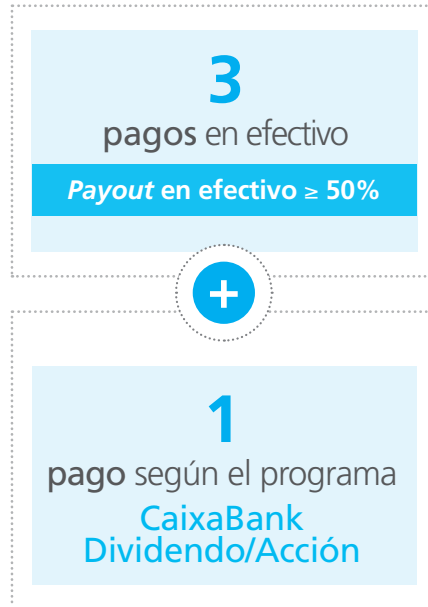 3
pagos en efectivo
Payout en efectivo ≥ 50%
+
1
pago según el programa
CaixaBank
Dividendo/Acción